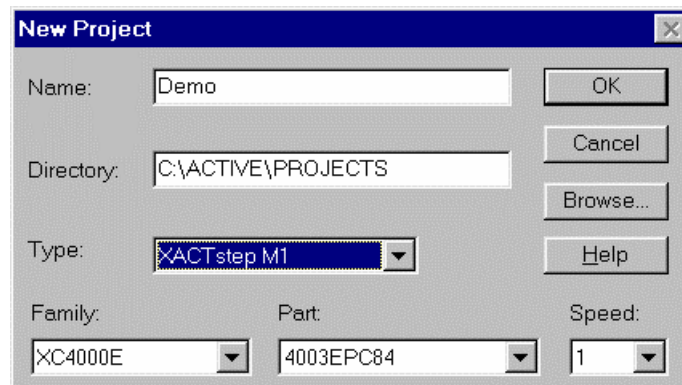 New Project
Name: Demo OK
Cancel
Directory: C:\ACTIVE\PROJECTS
Browse...
Type: XACTstep M1 Help
Family: Part: Speed:
XC4000E 4003EPC84 1